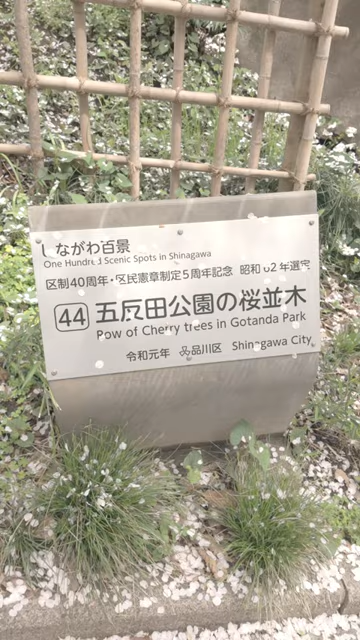 しながわ百景
One Hundred Scenic Spots in Shinagawa
区制40周年・区民憲章制定5周年記念 昭和62年選定
44 五反田公園の桜並木
Row of Cherry trees in Gotanda Park
令和元年 品川区 Shinagawa City